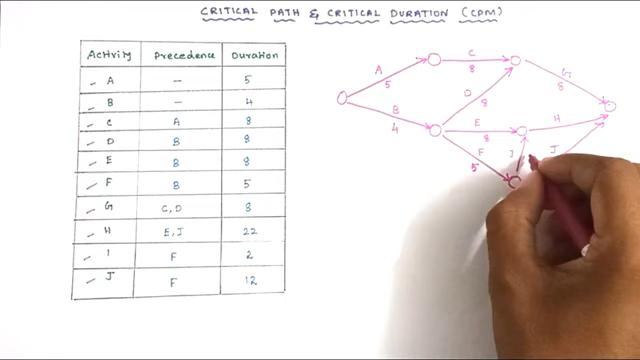 CRITICAL PATH & CRITICAL DURATION (CPM)
Activity Precedence Duration
A — 5
B — 4
C A 8
D B 8
E B 8
F B 5
G C, D 8
H E, J 22
I F 2
J F 12
A
5
B
4
C
8
D
8
E
8
F
5
G
8
H
J